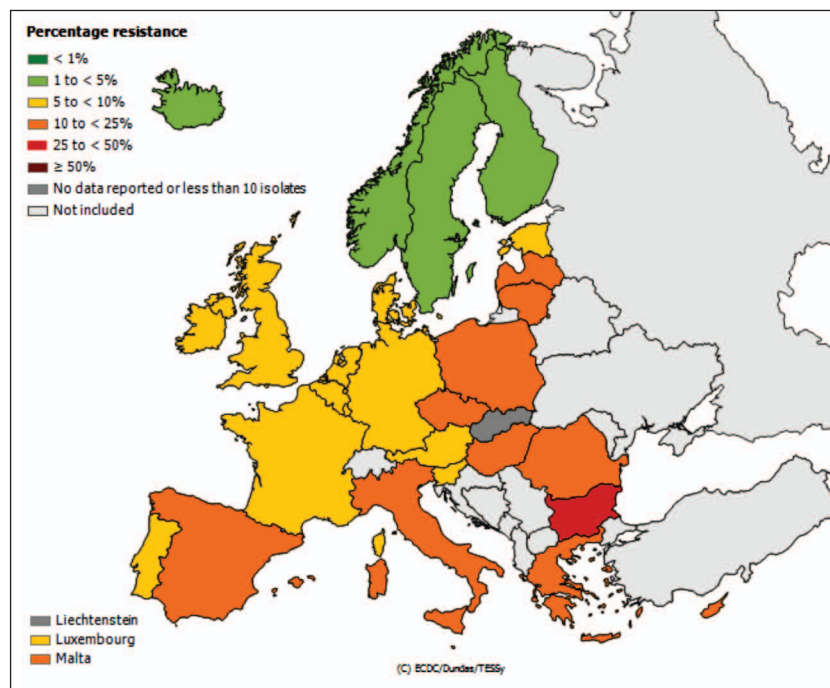 Percentage resistance
< 1%
1 to < 5%
5 to < 10%
10 to < 25%
25 to < 50%
≥ 50%
No data reported or less than 10 isolates
Not included
Liechtenstein
Luxembourg
Malta
(C) ECDC/Dundas/TESSy